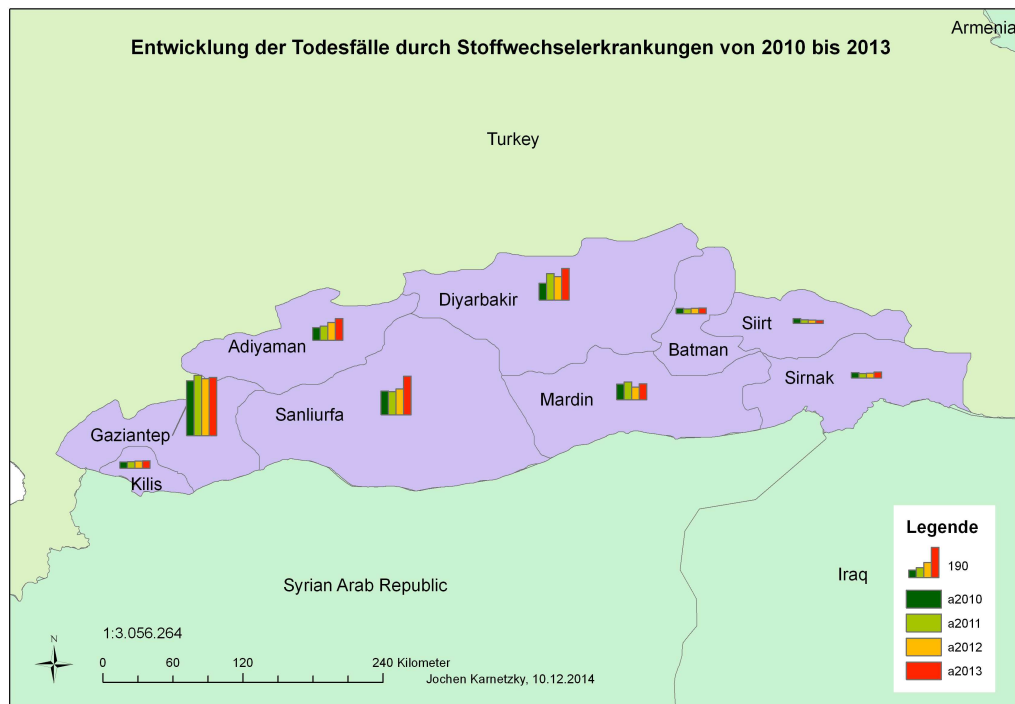 Armenia
Entwicklung der Todesfälle durch Stoffwechselerkrankungen von 2010 bis 2013
Turkey
Diyarbakir
Siirt
Adiyaman
Batman
Sirnak
Mardin
Sanliurfa
Gaziantep
Kilis
Legende
190
a2010
a2011
a2012
a2013
Iraq
Syrian Arab Republic
N
1:3.056.264
0 60 120 240 Kilometer
Jochen Karnetzky, 10.12.2014